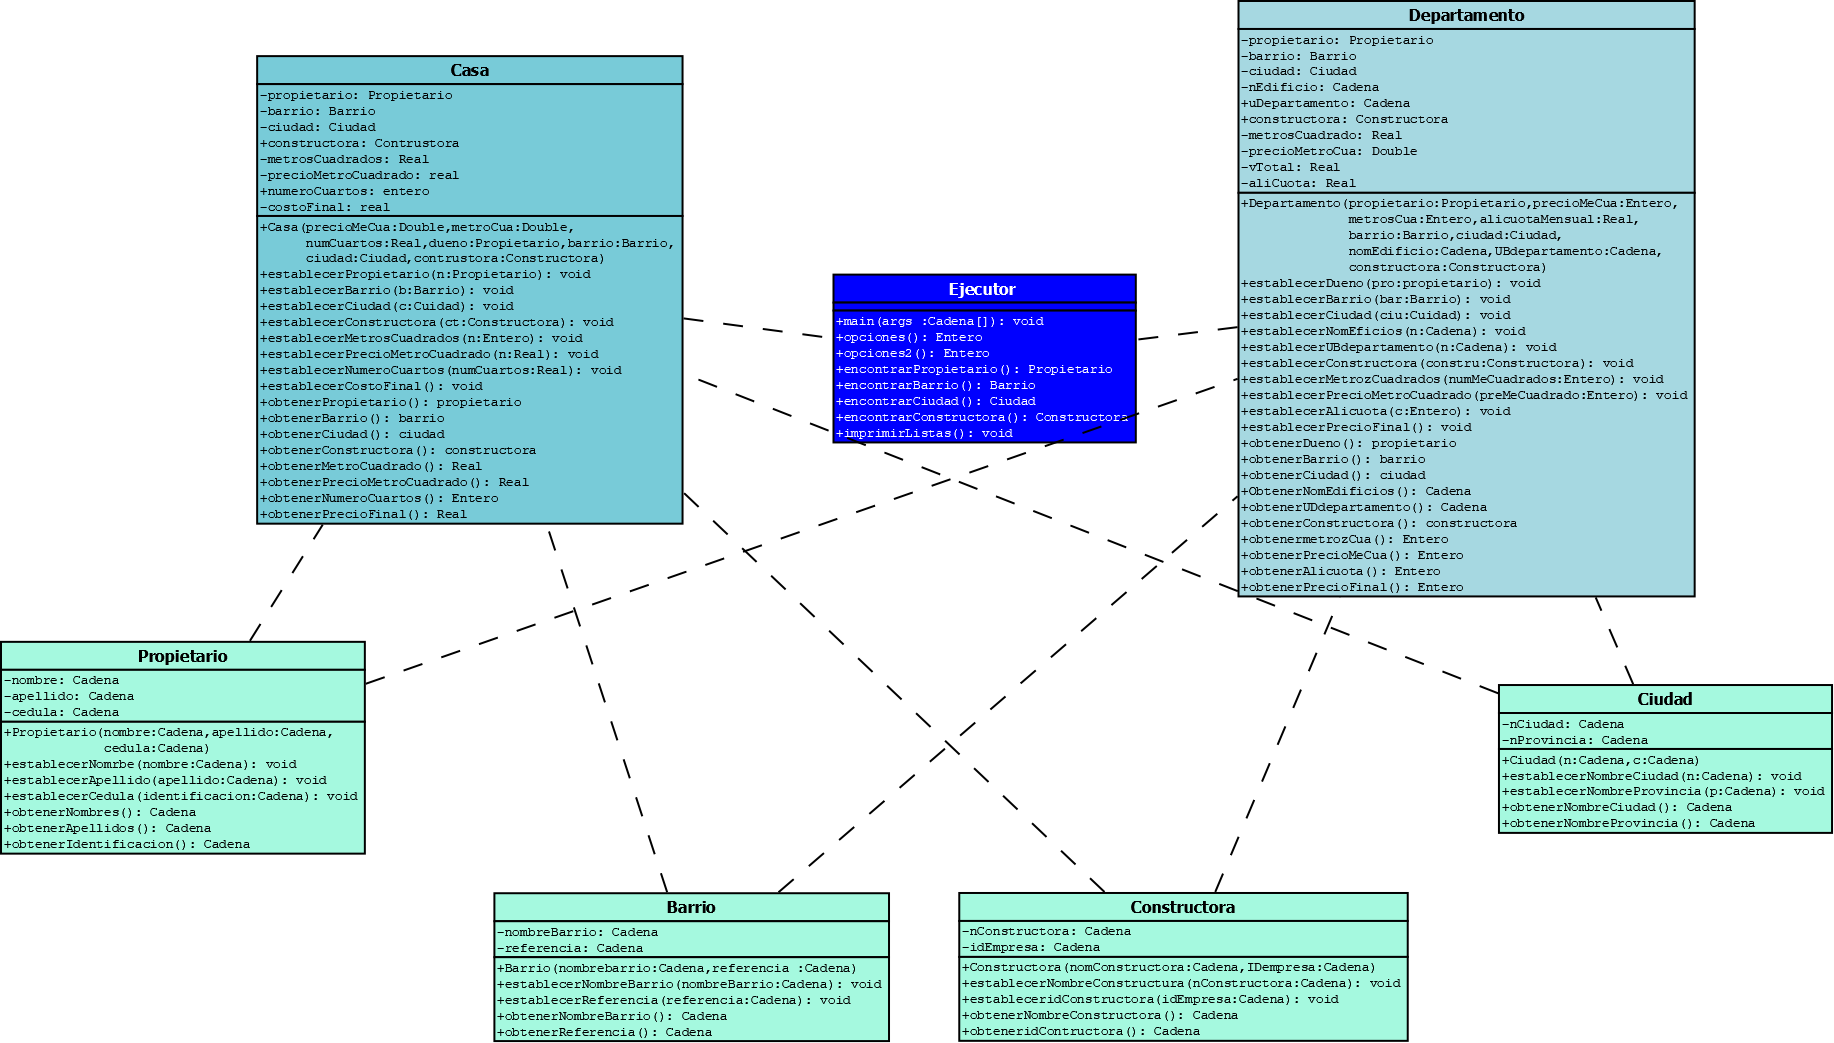 Departamento
-propietario: Propietario
-barrio: Barrio
-ciudad: Ciudad
-nEdificio: Cadena
+uDepartamento: Cadena
+constructora: Constructora
-metrosCuadrado: Real
-precioMetroCua: Double
-vTotal: Real
-aliCuota: Real
+Departamento(propietario:Propietario,precioMeCua:Entero,
metrosCua:Entero,alicuotaMensual:Real,
barrio:Barrio,ciudad:Ciudad,
nomEdificio:Cadena,UBdepartamento:Cadena,
constructora:Constructora)
+establecerDueno(pro:propietario): void
+establecerBarrio(bar:Barrio): void
+establecerCiudad(ciu:Cuidad): void
+establecerNomEficios(n:Cadena): void
+establecerUBdepartamento(n:Cadena): void
+establecerConstructora(constru:Constructora): void
+establecerMetrozCuadrados(numMeCuadrados:Entero): void
+establecerPrecioMetroCuadrado(preMeCuadrado:Entero): void
+establecerAlicuota(c:Entero): void
+establecerPrecioFinal(): void
+obtenerDueno(): propietario
+obtenerBarrio(): barrio
+obtenerCiudad(): ciudad
+ObtenerNomEdificios(): Cadena
+obtenerUDdepartamento(): Cadena
+obtenerConstructora(): constructora
+obtenermetrozCua(): Entero
+obtenerPrecioMeCua(): Entero
+obtenerAlicuota(): Entero
+obtenerPrecioFinal(): Entero
Casa
-propietario: Propietario
-barrio: Barrio
-ciudad: Ciudad
+constructora: Contrustora
-metrosCuadrados: Real
-precioMetroCuadrado: real
+numeroCuartos: entero
-costoFinal: real
+Casa(precioMeCua:Double,metroCua:Double,
numCuartos:Real,dueno:Propietario,barrio:Barrio,
ciudad:Ciudad,contrustora:Constructora)
+establecerPropietario(n:Propietario): void
+establecerBarrio(b:Barrio): void
+establecerCiudad(c:Cuidad): void
+establecerConstructora(ct:Constructora): void
+establecerMetrosCuadrados(n:Entero): void
+establecerPrecioMetroCuadrado(n:Real): void
+establecerNumeroCuartos(numCuartos:Real): void
+establecerCostoFinal(): void
+obtenerPropietario(): propietario
+obtenerBarrio(): barrio
+obtenerCiudad(): ciudad
+obtenerConstructora(): constructora
+obtenerMetroCuadrado(): Real
+obtenerPrecioMetroCuadrado(): Real
+obtenerNumeroCuartos(): Entero
+obtenerPrecioFinal(): Real
Ejecutor
+main(args :Cadena[]): void
+opciones(): Entero
+opciones2(): Entero
+encontrarPropietario(): Propietario
+encontrarBarrio(): Barrio
+encontrarCiudad(): Ciudad
+encontrarConstructora(): Constructora
+imprimirListas(): void
Propietario
-nombre: Cadena
-apellido: Cadena
-cedula: Cadena
+Propietario(nombre:Cadena,apellido:Cadena,
cedula:Cadena)
+establecerNomrbe(nombre:Cadena): void
+establecerApellido(apellido:Cadena): void
+establecerCedula(identificacion:Cadena): void
+obtenerNombres(): Cadena
+obtenerApellidos(): Cadena
+obtenerIdentificacion(): Cadena
Ciudad
-nCiudad: Cadena
-nProvincia: Cadena
+Ciudad(n:Cadena,c:Cadena)
+establecerNombreCiudad(n:Cadena): void
+establecerNombreProvincia(p:Cadena): void
+obtenerNombreCiudad(): Cadena
+obtenerNombreProvincia(): Cadena
Barrio
-nombreBarrio: Cadena
-referencia: Cadena
+Barrio(nombrebarrio:Cadena,referencia :Cadena)
+establecerNombreBarrio(nombreBarrio:Cadena): void
+establecerReferencia(referencia:Cadena): void
+obtenerNombreBarrio(): Cadena
+obtenerReferencia(): Cadena
Constructora
-nConstructora: Cadena
-idEmpresa: Cadena
+Constructora(nomConstructora:Cadena,IDempresa:Cadena)
+establecerNombreConstructura(nConstructora:Cadena): void
+estableceridConstructora(idEmpresa:Cadena): void
+obtenerNombreConstructora(): Cadena
+obteneridContructora(): Cadena